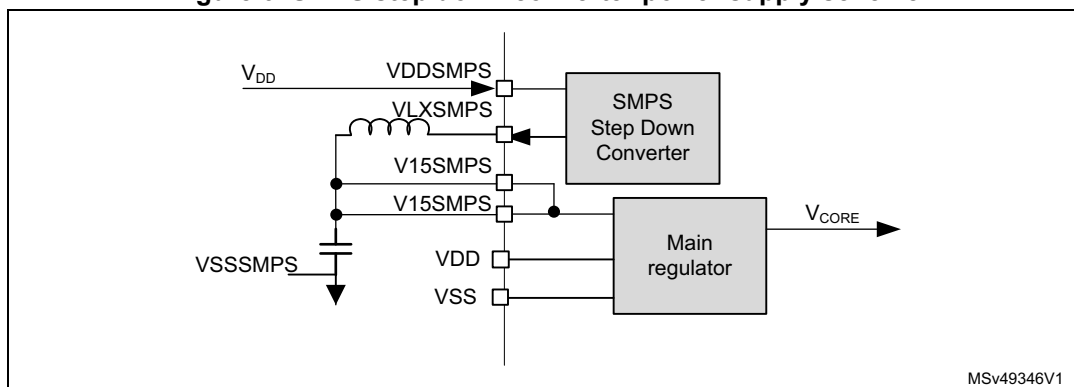 VDD
VDDSMPS
SMPS
Step Down
Converter
VLXSMPS
V15SMPS
V15SMPS
VCORE
Main
regulator
VSSSMPS
VDD
VSS
MSv49346V1